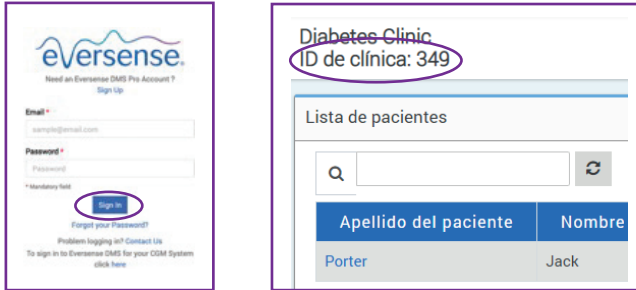 eversense.
Need an Eversense DMS Pro Account ?
Sign Up
Email *
sample@email.com
Password *
Password
* Mandatory field
Sign In
Forgot your Password?
Problem logging in? Contact Us
To sign in to Eversense DMS for your CGM System
click here
Diabetes Clinic
ID de clínica: 349
Lista de pacientes
Apellido del paciente Nombre
Porter Jack